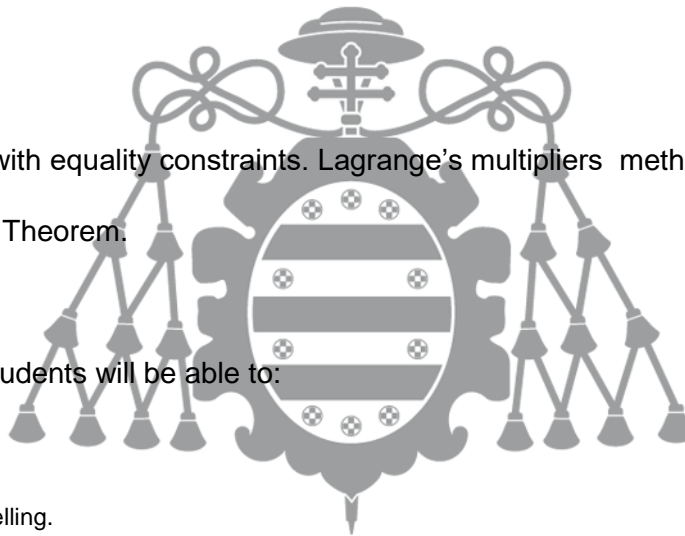 with equality constraints. Lagrange's multipliers  meth
Theorem.
udents will be able to:
elling.